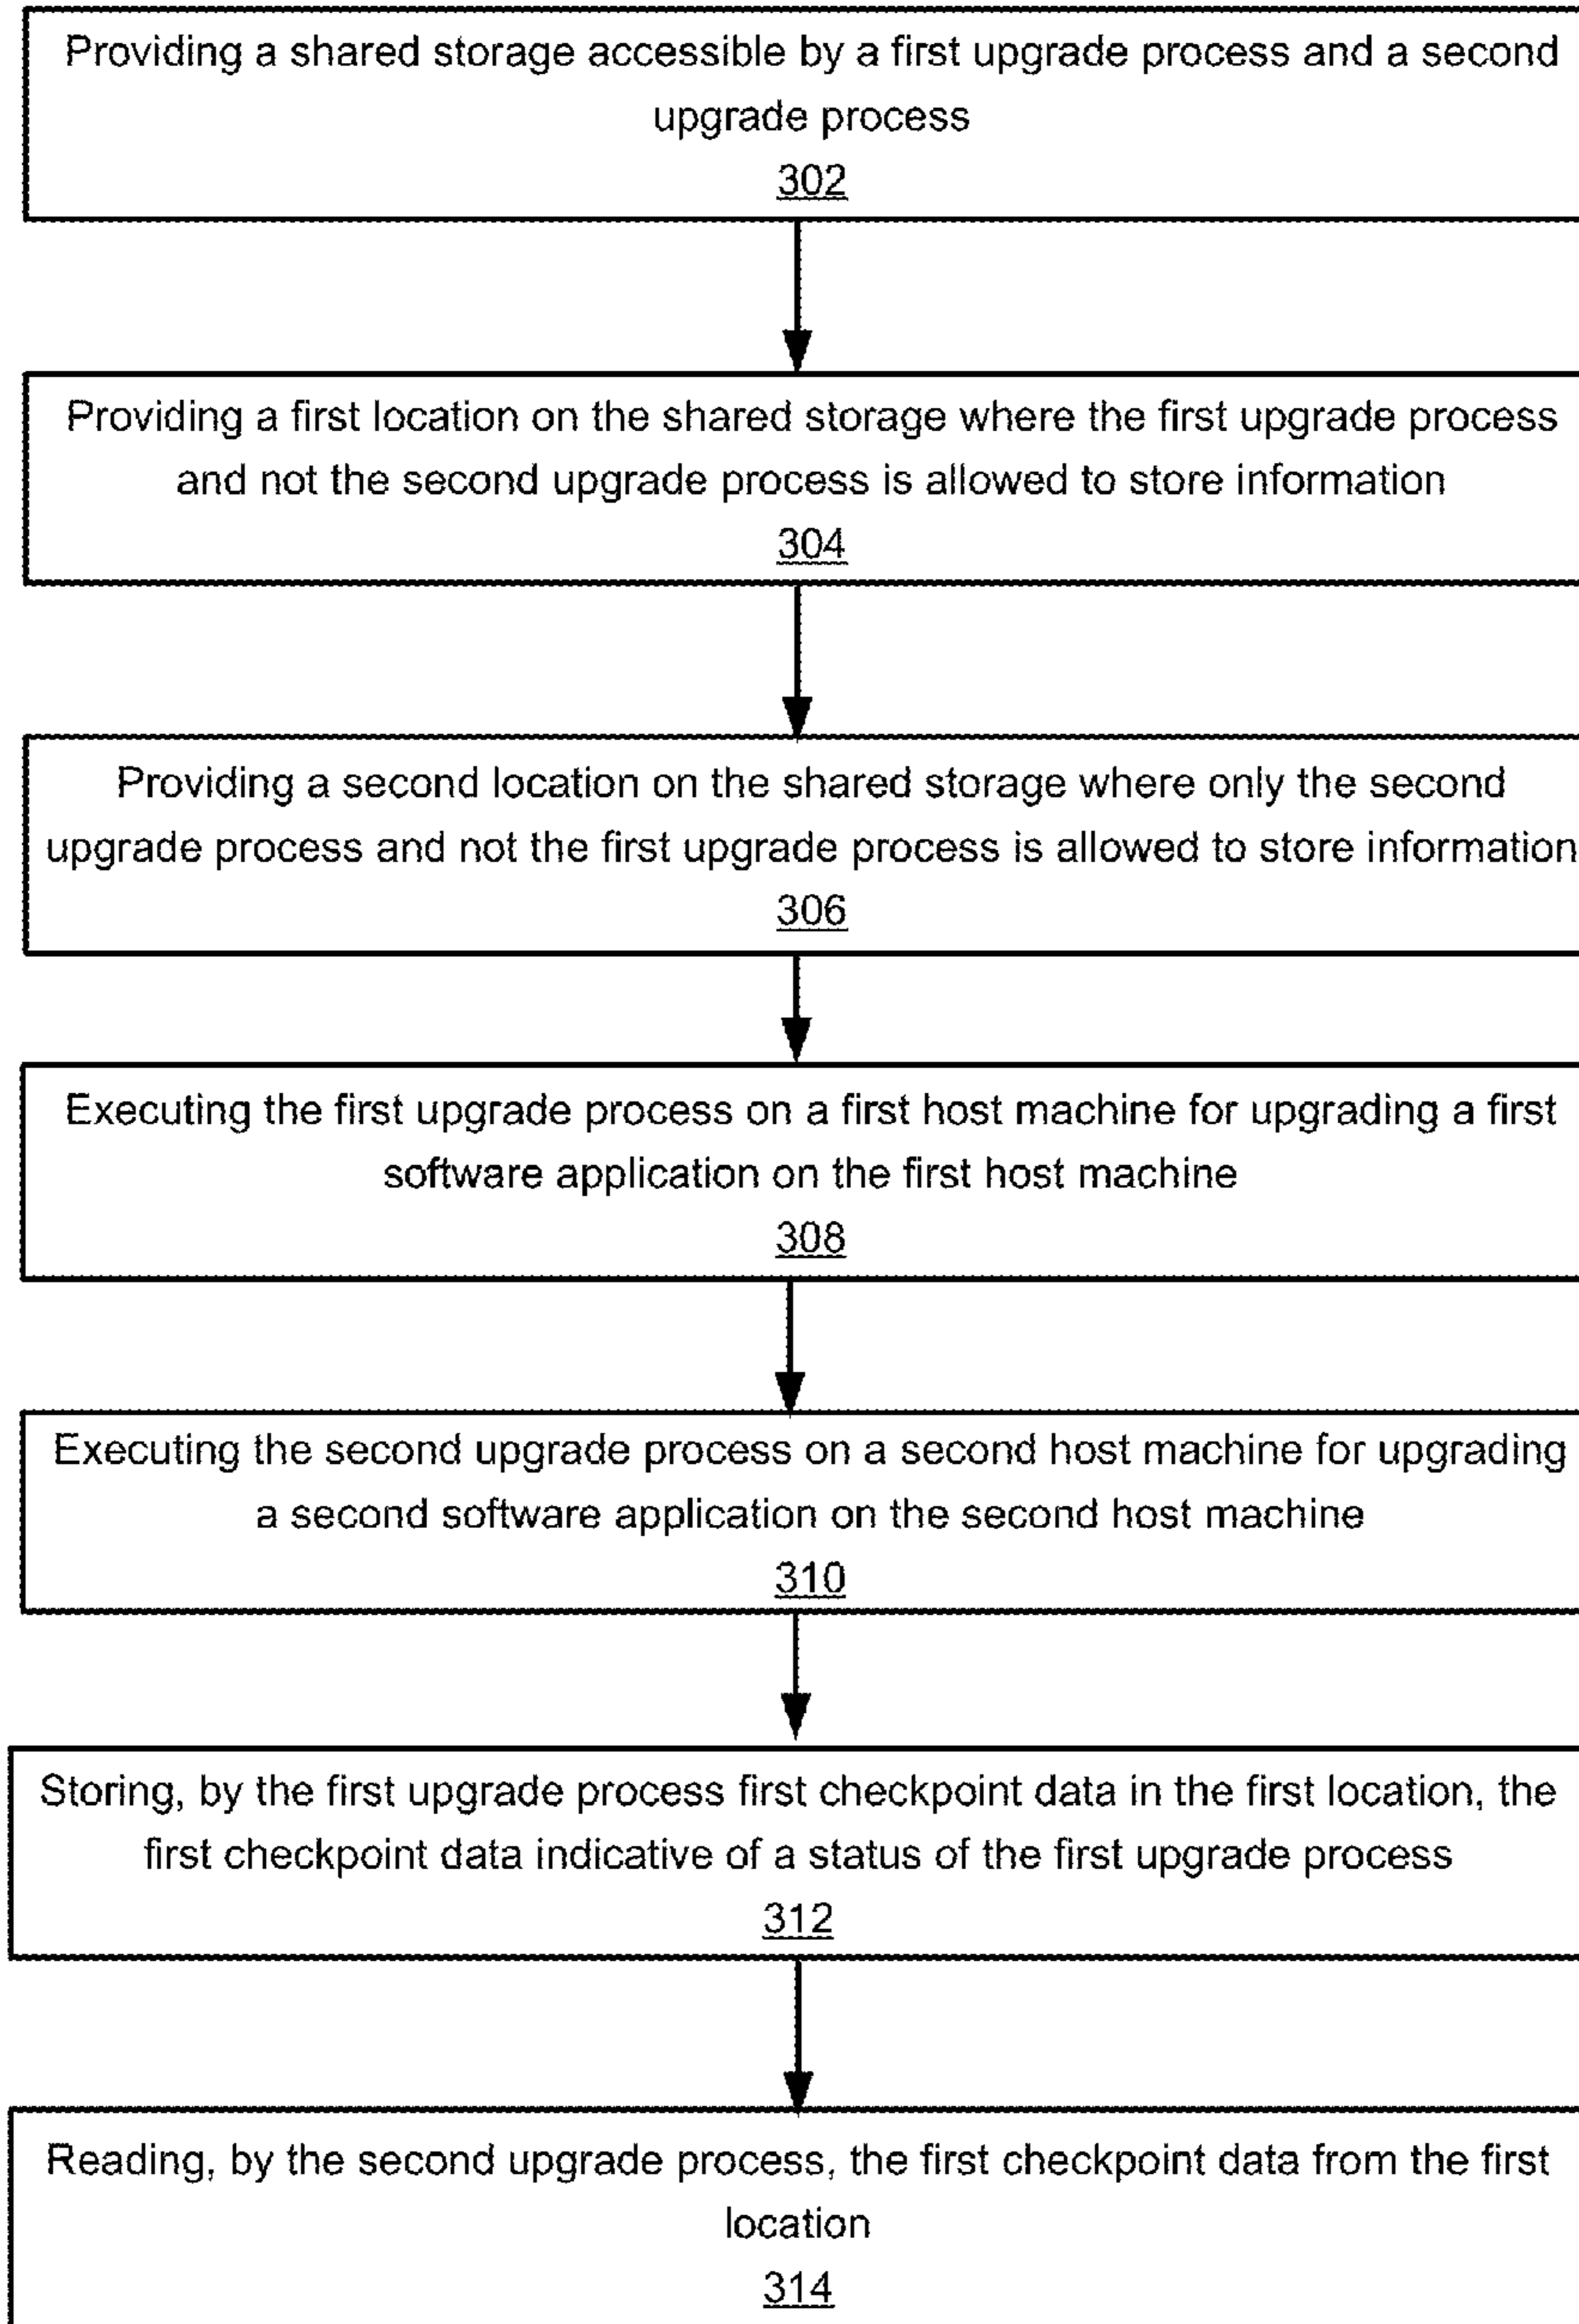 Providing a shared storage accessible by a first upgrade process and a second
upgrade process
302
Providing a first location on the shared storage where the first upgrade process
and not the second upgrade process is allowed to store information
304
Providing a second location on the shared storage where only the second
upgrade process and not the first upgrade process is allowed to store information
306
Executing the first upgrade process on a first host machine for upgrading a first
software application on the first host machine
308
Executing the second upgrade process on a second host machine for upgrading
a second software application on the second host machine
310
Storing, by the first upgrade process first checkpoint data in the first location, the
first checkpoint data indicative of a status of the first upgrade process
312
Reading, by the second upgrade process, the first checkpoint data from the first
location
314